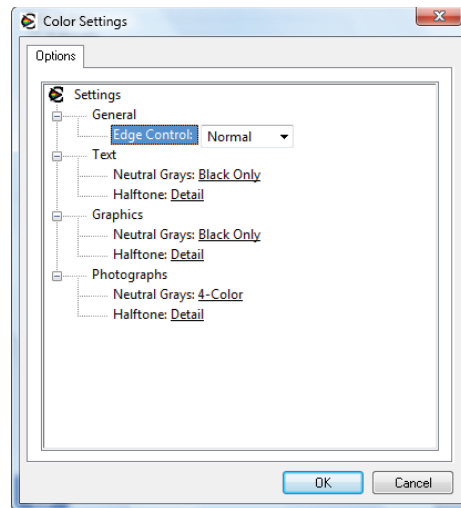 Color Settings
Options
Settings
General
Edge Control: Normal
Text
Neutral Grays: Black Only
Halftone: Detail
Graphics
Neutral Grays: Black Only
Halftone: Detail
Photographs
Neutral Grays: 4-Color
Halftone: Detail
OK Cancel